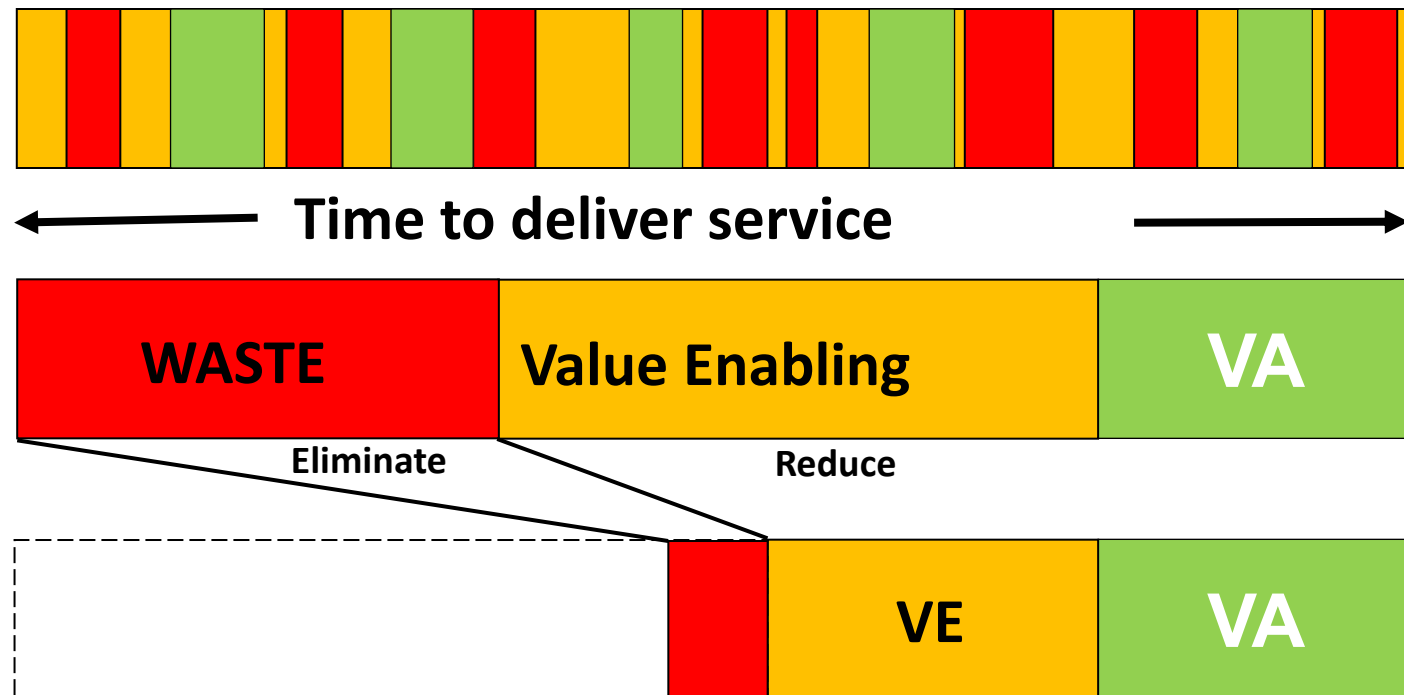 Time to deliver service
WASTE
Value Enabling
VA
Eliminate
Reduce
VE
VA